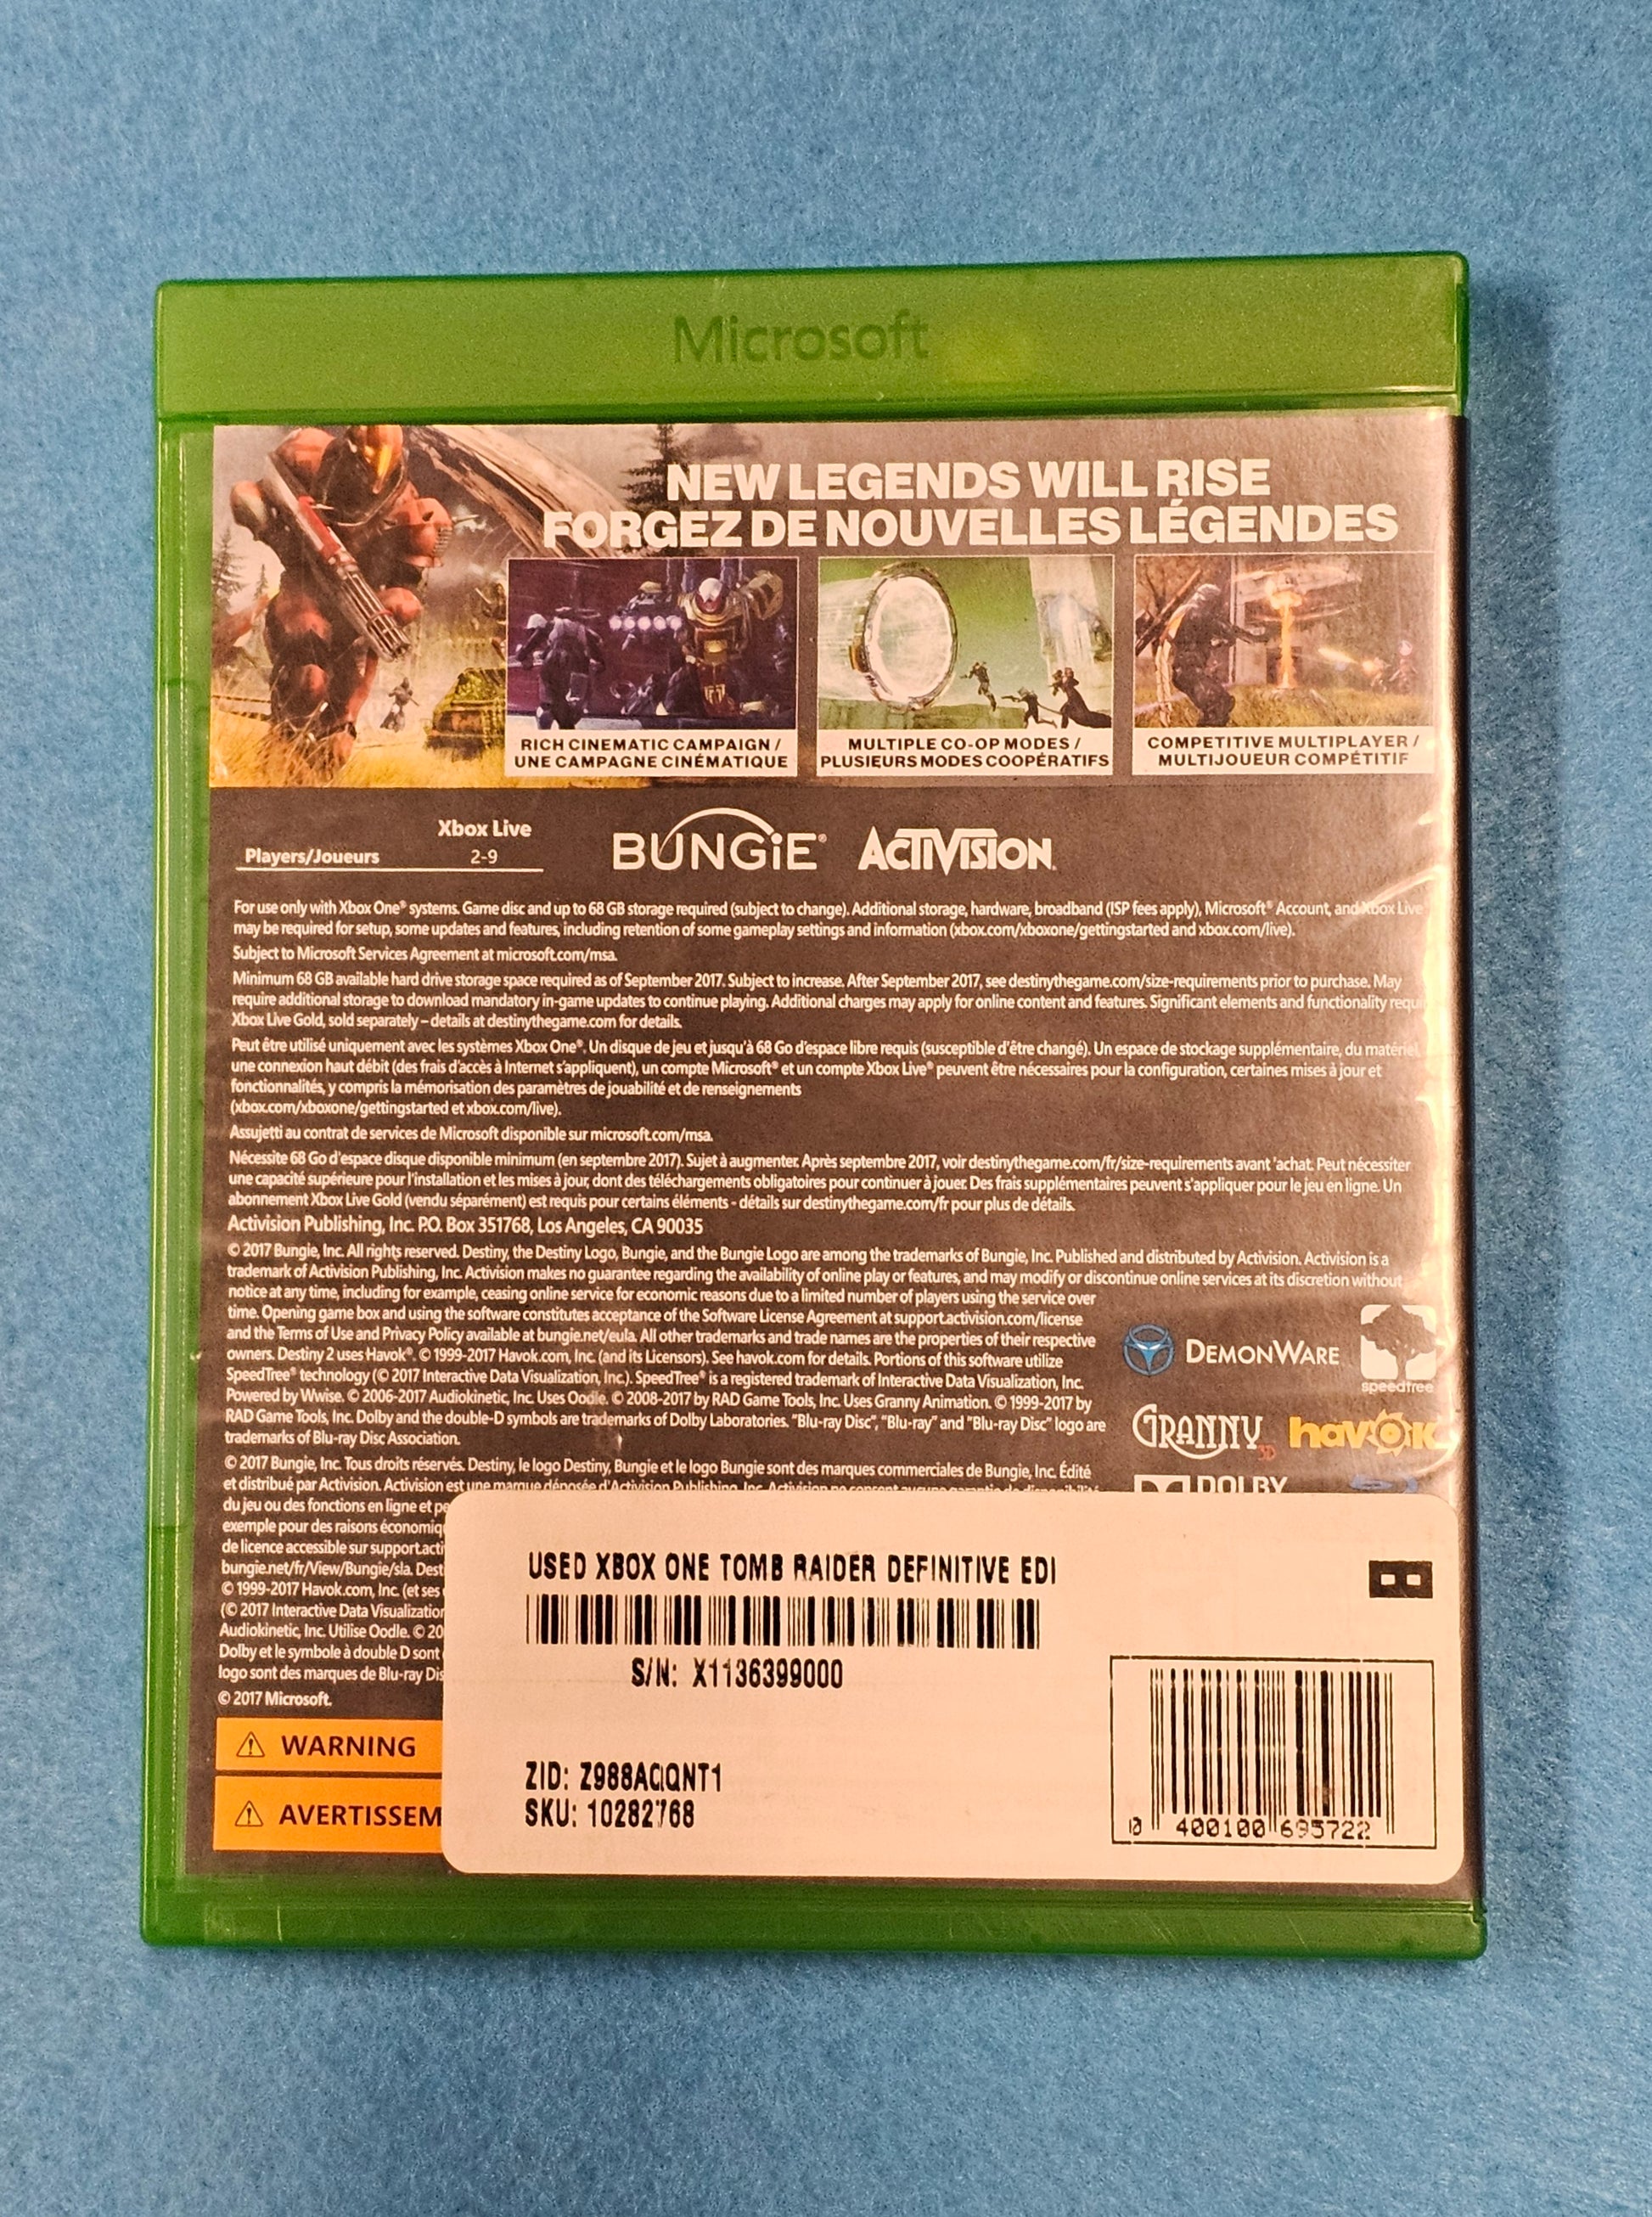 Microsoft
NEW LEGENDS WILL RISE
FORGEZ DE NOUVELLES LÉGENDES
RICH CINEMATIC CAMPAIGN /
UNE CAMPAGNE CINÉMATIQUE
MULTIPLE CO-OP MODES /
PLUSIEURS MODES COOPÉRATIFS
COMPETITIVE MULTIPLAYER /
MULTIJOUEUR COMPÉTITIF
Xbox Live
Players/Joueurs 2-9
BUNGiE® ACTIVISION.
For use only with Xbox One® systems. Game disc and up to 68 GB storage required (subject to change). Additional storage, hardware, broadband (ISP fees apply), Microsoft® Account, and Xbox Live
may be required for setup, some updates and features, including retention of some gameplay settings and information (xbox.com/xboxone/gettingstarted and xbox.com/live).
Subject to Microsoft Services Agreement at microsoft.com/msa.
Minimum 68 GB available hard drive storage space required as of September 2017. Subject to increase. After September 2017, see destinythegame.com/size-requirements prior to purchase. May
require additional storage to download mandatory in-game updates to continue playing. Additional charges may apply for online content and features. Significant elements and functionality requ
Xbox Live Gold, sold separately – details at destinythegame.com for details.
Peut être utilisé uniquement avec les systèmes Xbox One®. Un disque de jeu et jusqu'à 68 Go d'espace libre requis (susceptible d'être changé). Un espace de stockage supplémentaire, du matériel
une connexion haut débit (des frais d'accès à Internet s'appliquent), un compte Microsoft® et un compte Xbox Live® peuvent être nécessaires pour la configuration, certaines mises à jour et
fonctionnalités, y compris la mémorisation des paramètres de jouabilité et de renseignements
(xbox.com/xboxone/gettingstarted et xbox.com/live).
Assujetti au contrat de services de Microsoft disponible sur microsoft.com/msa.
Nécessite 68 Go d'espace disque disponible minimum (en septembre 2017). Sujet à augmenter. Après septembre 2017, voir destinythegame.com/fr/size-requirements avant 'achat. Peut nécessiter
une capacité supérieure pour l'installation et les mises à jour, dont des téléchargements obligatoires pour continuer à jouer. Des frais supplémentaires peuvent s'appliquer pour le jeu en ligne. Un
abonnement Xbox Live Gold (vendu séparément) est requis pour certains éléments - détails sur destinythegame.com/fr pour plus de détails.
Activision Publishing, Inc. P.O. Box 351768, Los Angeles, CA 90035
© 2017 Bungie, Inc. All rights reserved. Destiny, the Destiny Logo, Bungie, and the Bungie Logo are among the trademarks of Bungie, Inc. Published and distributed by Activision. Activision is a
trademark of Activision Publishing, Inc. Activision makes no guarantee regarding the availability of online play or features, and may modify or discontinue online services at its discretion without
notice at any time, including for example, ceasing online service for economic reasons due to a limited number of players using the service over
time. Opening game box and using the software constitutes acceptance of the Software License Agreement at support.activision.com/license
and the Terms of Use and Privacy Policy available at bungie.net/eula. All other trademarks and trade names are the properties of their respective
owners. Destiny 2 uses Havok®. © 1999-2017 Havok.com, Inc. (and its Licensors). See havok.com for details. Portions of this software utilize
SpeedTree® technology (© 2017 Interactive Data Visualization, Inc.). SpeedTree® is a registered trademark of Interactive Data Visualization, Inc.
Powered by Wwise. © 2006-2017 Audiokinetic, Inc. Uses Oodle. © 2008-2017 by RAD Game Tools, Inc. Uses Granny Animation. © 1999-2017 by
RAD Game Tools, Inc. Dolby and the double-D symbols are trademarks of Dolby Laboratories. "Blu-ray Disc", "Blu-ray" and "Blu-ray Disc" logo are
trademarks of Blu-ray Disc Association.
DEMONWARE
speedtree
GRANNY 3D havok
DOLBY
© 2017 Bungie, Inc. Tous droits réservés. Destiny, le logo Destiny, Bungie et le logo Bungie sont des marques commerciales de Bungie, Inc. Édité
et distribué par Activision. Activision est une marque déposée d'Activision Publishing, Inc. Activision ne consent aucune garantie de disponibilité
du jeu ou des fonctions en ligne et pe
exemple pour des raisons économiq
de licence accessible sur support.acti
bungie.net/fr/View/Bungie/sla. Dest
© 1999-2017 Havok.com, Inc. (et ses
(© 2017 Interactive Data Visualization
Audiokinetic, Inc. Utilise Oodle. © 20
Dolby et le symbole à double D sont
logo sont des marques de Blu-ray Dis
© 2017 Microsoft.
WARNING
AVERTISSEM
USED XBOX ONE TOMB RAIDER DEFINITIVE EDI
S/N: X1136399000
ZID: Z988ACQNT1
SKU: 10282768
0 400100 695722